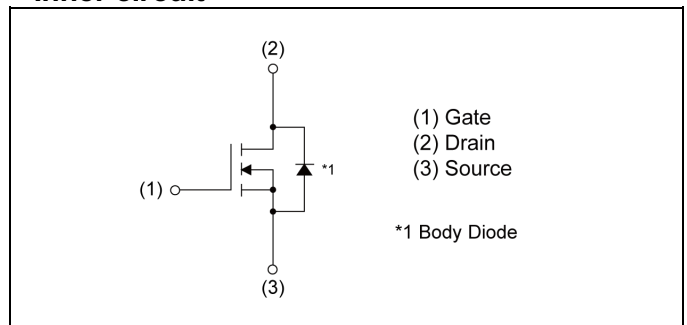 Inner circuit
(2)
(1) Gate
(2) Drain
(3) Source
*1
(1)
*1 Body Diode
(3)